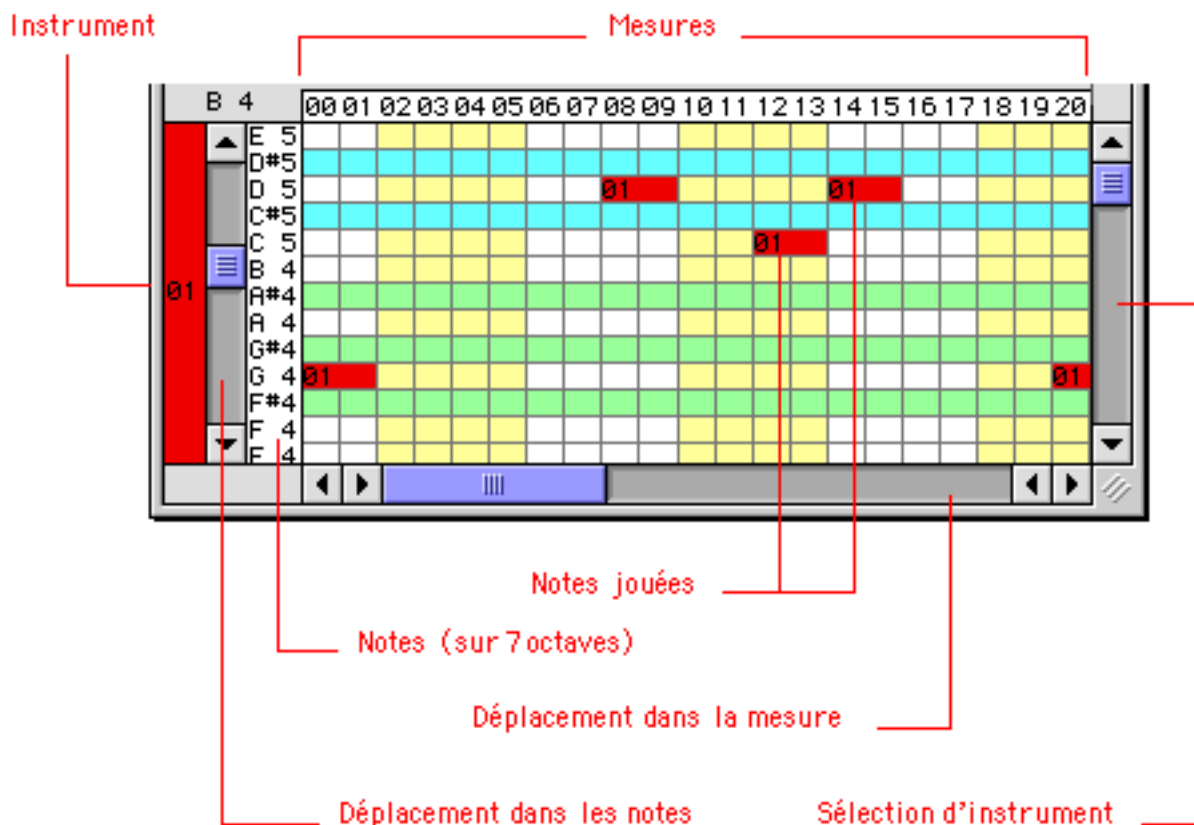 Instrument
Mesures
B 4
00 01 02 03 04 05 06 07 08 09 10 11 12 13 14 15 16 17 18 19 20
E 5
D#5
D 5 01 01
C#5
C 5 01
B 4
01
A#4
A 4
G#4
G 4 01 01
F#4
F 4
Notes jouées
Notes (sur 7 octaves)
Déplacement dans la mesure
Déplacement dans les notes
Sélection d'instrument